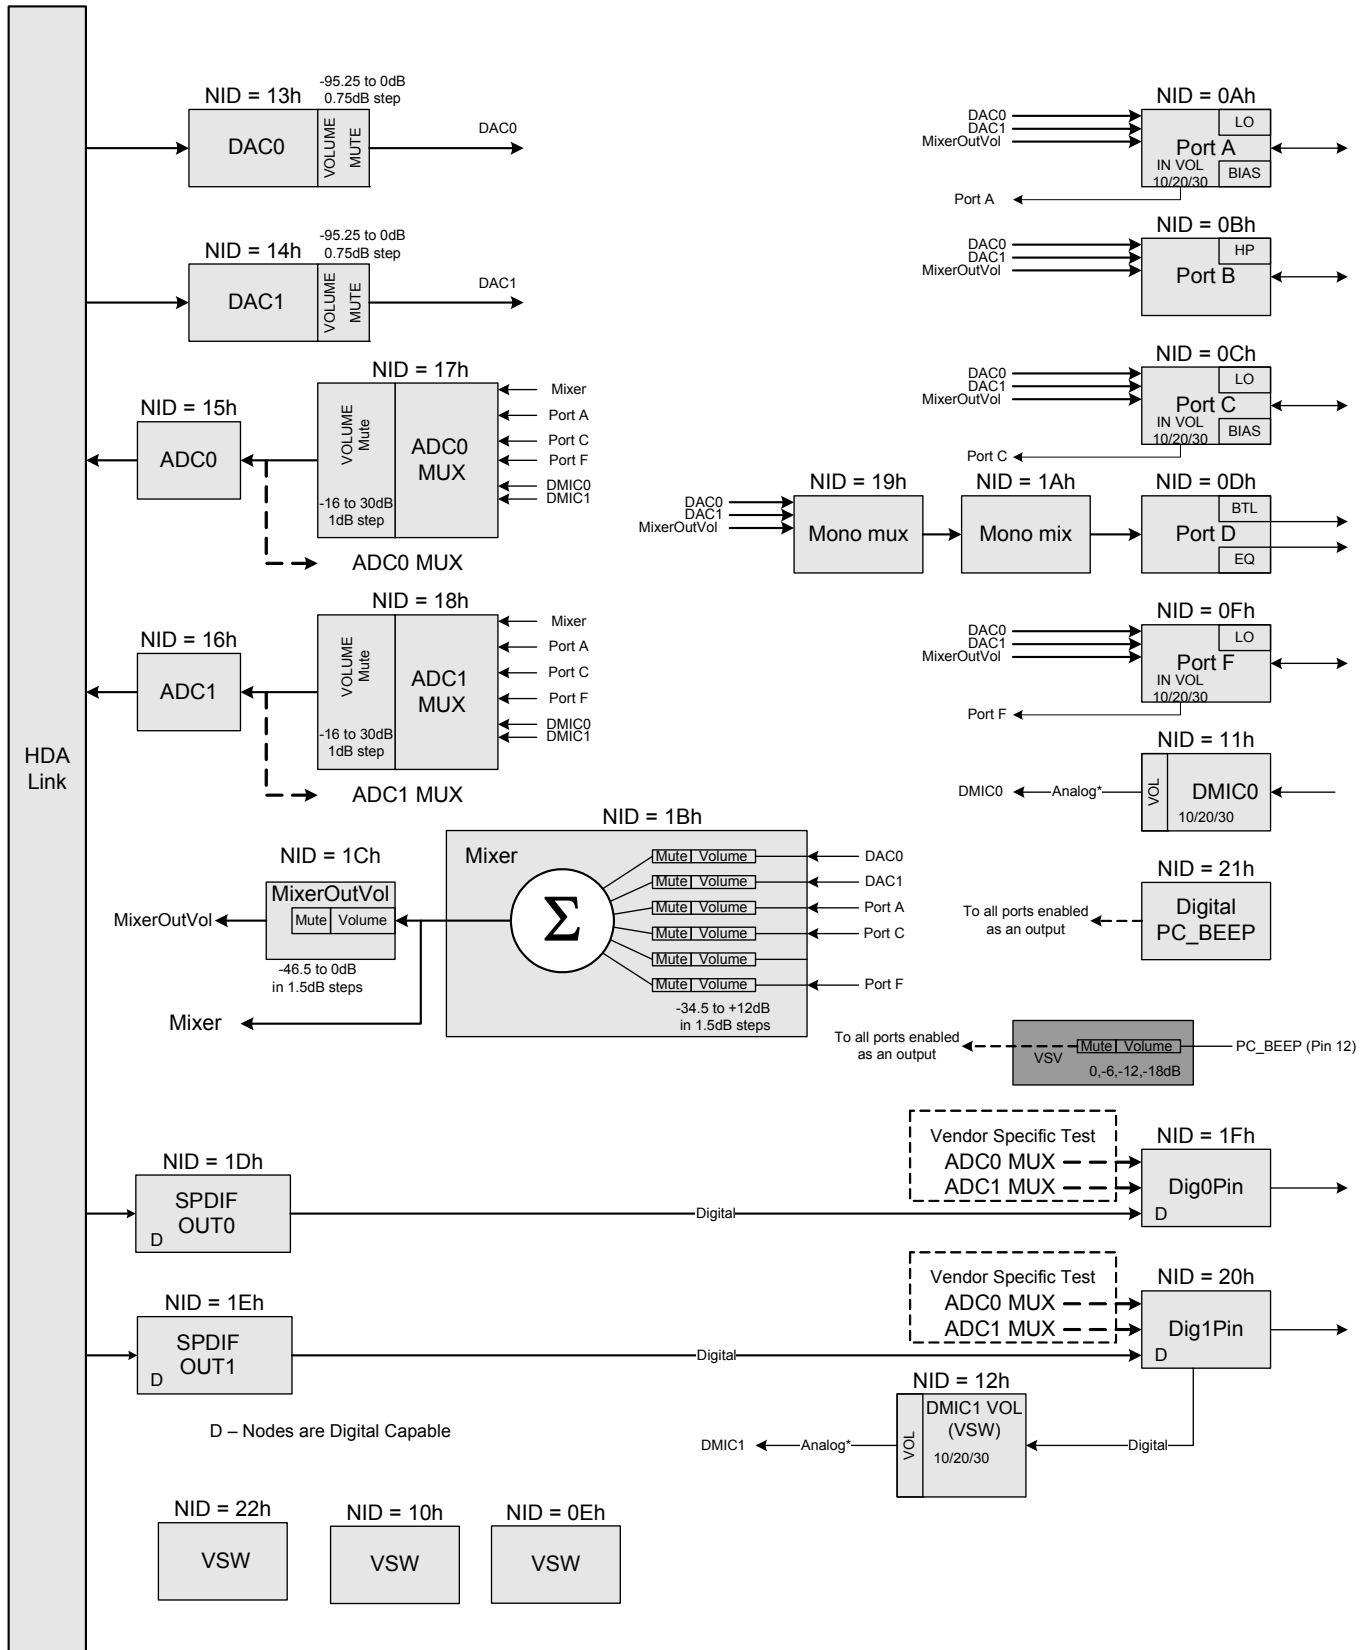 HDA
Link
NID = 13h
-95.25 to 0dB
0.75dB step
DAC0
VOLUME
MUTE
DAC0
NID = 14h
-95.25 to 0dB
0.75dB step
DAC1
VOLUME
MUTE
DAC1
NID = 17h
NID = 15h
ADC0
VOLUME
Mute
-16 to 30dB
1dB step
ADC0
MUX
Mixer
Port A
Port C
Port F
DMIC0
DMIC1
ADC0 MUX
NID = 18h
NID = 16h
ADC1
VOLUME
Mute
-16 to 30dB
1dB step
ADC1
MUX
Mixer
Port A
Port C
Port F
DMIC0
DMIC1
ADC1 MUX
NID = 0Ah
DAC0
DAC1
MixerOutVol
LO
Port A
IN VOL
10/20/30
BIAS
Port A
NID = 0Bh
DAC0
DAC1
MixerOutVol
HP
Port B
NID = 0Ch
DAC0
DAC1
MixerOutVol
LO
Port C
IN VOL
10/20/30
BIAS
Port C
NID = 19h
NID = 1Ah
NID = 0Dh
DAC0
DAC1
MixerOutVol
Mono mux
Mono mix
BTL
Port D
EQ
NID = 0Fh
DAC0
DAC1
MixerOutVol
LO
Port F
IN VOL
10/20/30
Port F
NID = 11h
DMIC0
Analog*
VOL
DMIC0
10/20/30
NID = 1Bh
Mixer
Σ
Mute Volume
DAC0
Mute Volume
DAC1
Mute Volume
Port A
Mute Volume
Port C
Mute Volume
Mute Volume
Port F
-34.5 to +12dB
in 1.5dB steps
NID = 1Ch
MixerOutVol
MixerOutVol
Mute Volume
-46.5 to 0dB
in 1.5dB steps
Mixer
NID = 21h
To all ports enabled
as an output
Digital
PC_BEEP
To all ports enabled
as an output
VSV
Mute Volume
0,-6,-12,-18dB
PC_BEEP (Pin 12)
NID = 1Dh
SPDIF
OUT0
D
Digital
Vendor Specific Test
ADC0 MUX
ADC1 MUX
NID = 1Fh
Dig0Pin
D
NID = 1Eh
SPDIF
OUT1
D
Digital
Vendor Specific Test
ADC0 MUX
ADC1 MUX
NID = 20h
Dig1Pin
D
NID = 12h
DMIC1
Analog*
VOL
DMIC1 VOL
(VSW)
10/20/30
Digital
D – Nodes are Digital Capable
NID = 22h
VSW
NID = 10h
VSW
NID = 0Eh
VSW